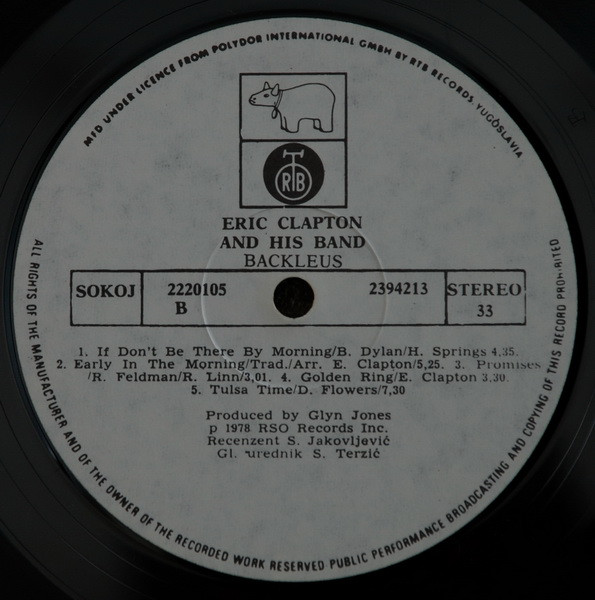 MFD UNDER LICENCE FROM POLYDOR INTERNATIONAL GMBH BY RTB RECORDS, YUGOSLAVIA
RTB
ERIC CLAPTON
AND HIS BAND
BACKLEUS
SOKOJ 2220105 2394213 STEREO
B 33
1. If Don't Be There By Morning/B. Dylan/H. Springs 4,35.
2. Early In The Morning/Trad./Arr. E. Clapton/5,25. 3. Promises
/R. Feldman/R. Linn/3,01. 4. Golden Ring/E. Clapton 3,30.
5. Tulsa Time/D. Flowers/7,30
Produced by Glyn Jones
p 1978 RSO Records Inc.
Recenzent S. Jakovljević
Gl. urednik S. Terzić
ALL RIGHTS OF THE MANUFACTURER AND OF THE OWNER OF THE RECORDED WORK RESERVED PUBLIC PERFORMANCE BROADCASTING AND COPYING OF THIS RECORD PROHIBITED